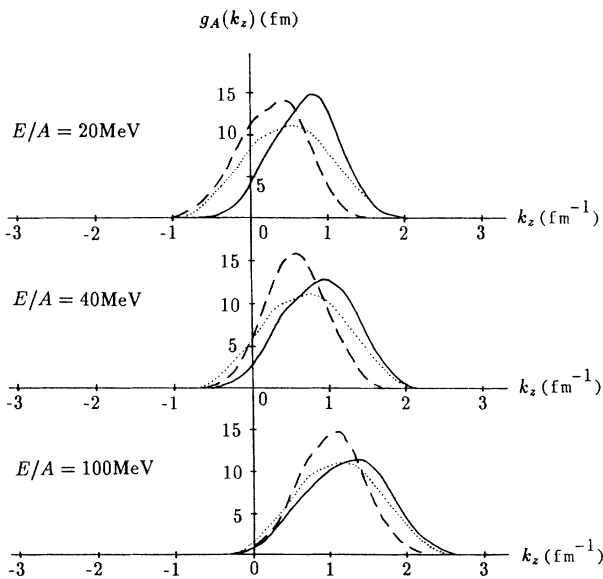 g_A(k_z) (fm)
15
E/A = 20MeV
10
5
-3 -2 -1 0 1 2 3 k_z (fm⁻¹)
15
E/A = 40MeV
10
5
-3 -2 -1 0 1 2 3 k_z (fm⁻¹)
15
E/A = 100MeV
10
5
-3 -2 -1 0 1 2 3 k_z (fm⁻¹)